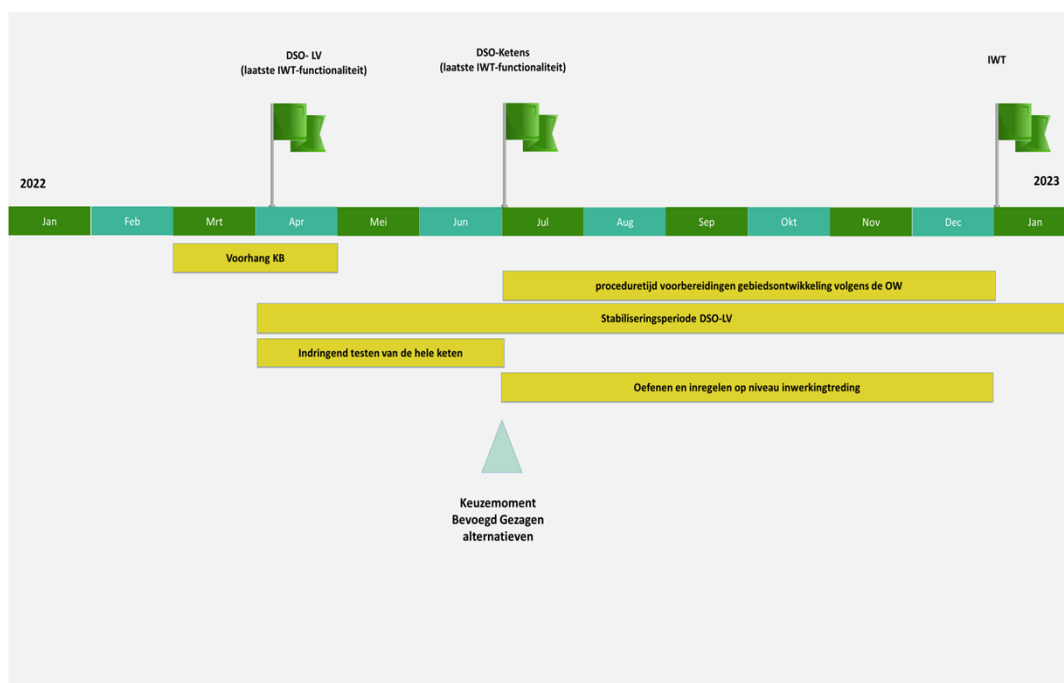 DSO- LV
(laatste IWT-functionaliteit)
DSO-Ketens
(laatste IWT-functionaliteit)
IWT
2022
2023
Jan Feb Mrt Apr Mei Jun Jul Aug Sep Okt Nov Dec Jan
Voorhang KB
proceduretijd voorbereidingen gebiedsontwikkeling volgens de OW
Stabiliseringsperiode DSO-LV
Indringend testen van de hele keten
Oefenen en inregelen op niveau inwerkingtreding
Keuzemoment
Bevoegd Gezagen
alternatieven